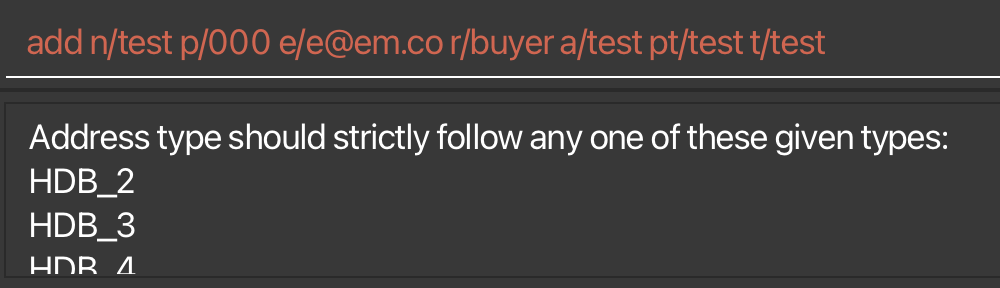 add n/test p/000 e/e@em.co r/buyer a/test pt/test t/test
Address type should strictly follow any one of these given types:
HDB_2
HDB_3
HDB_4